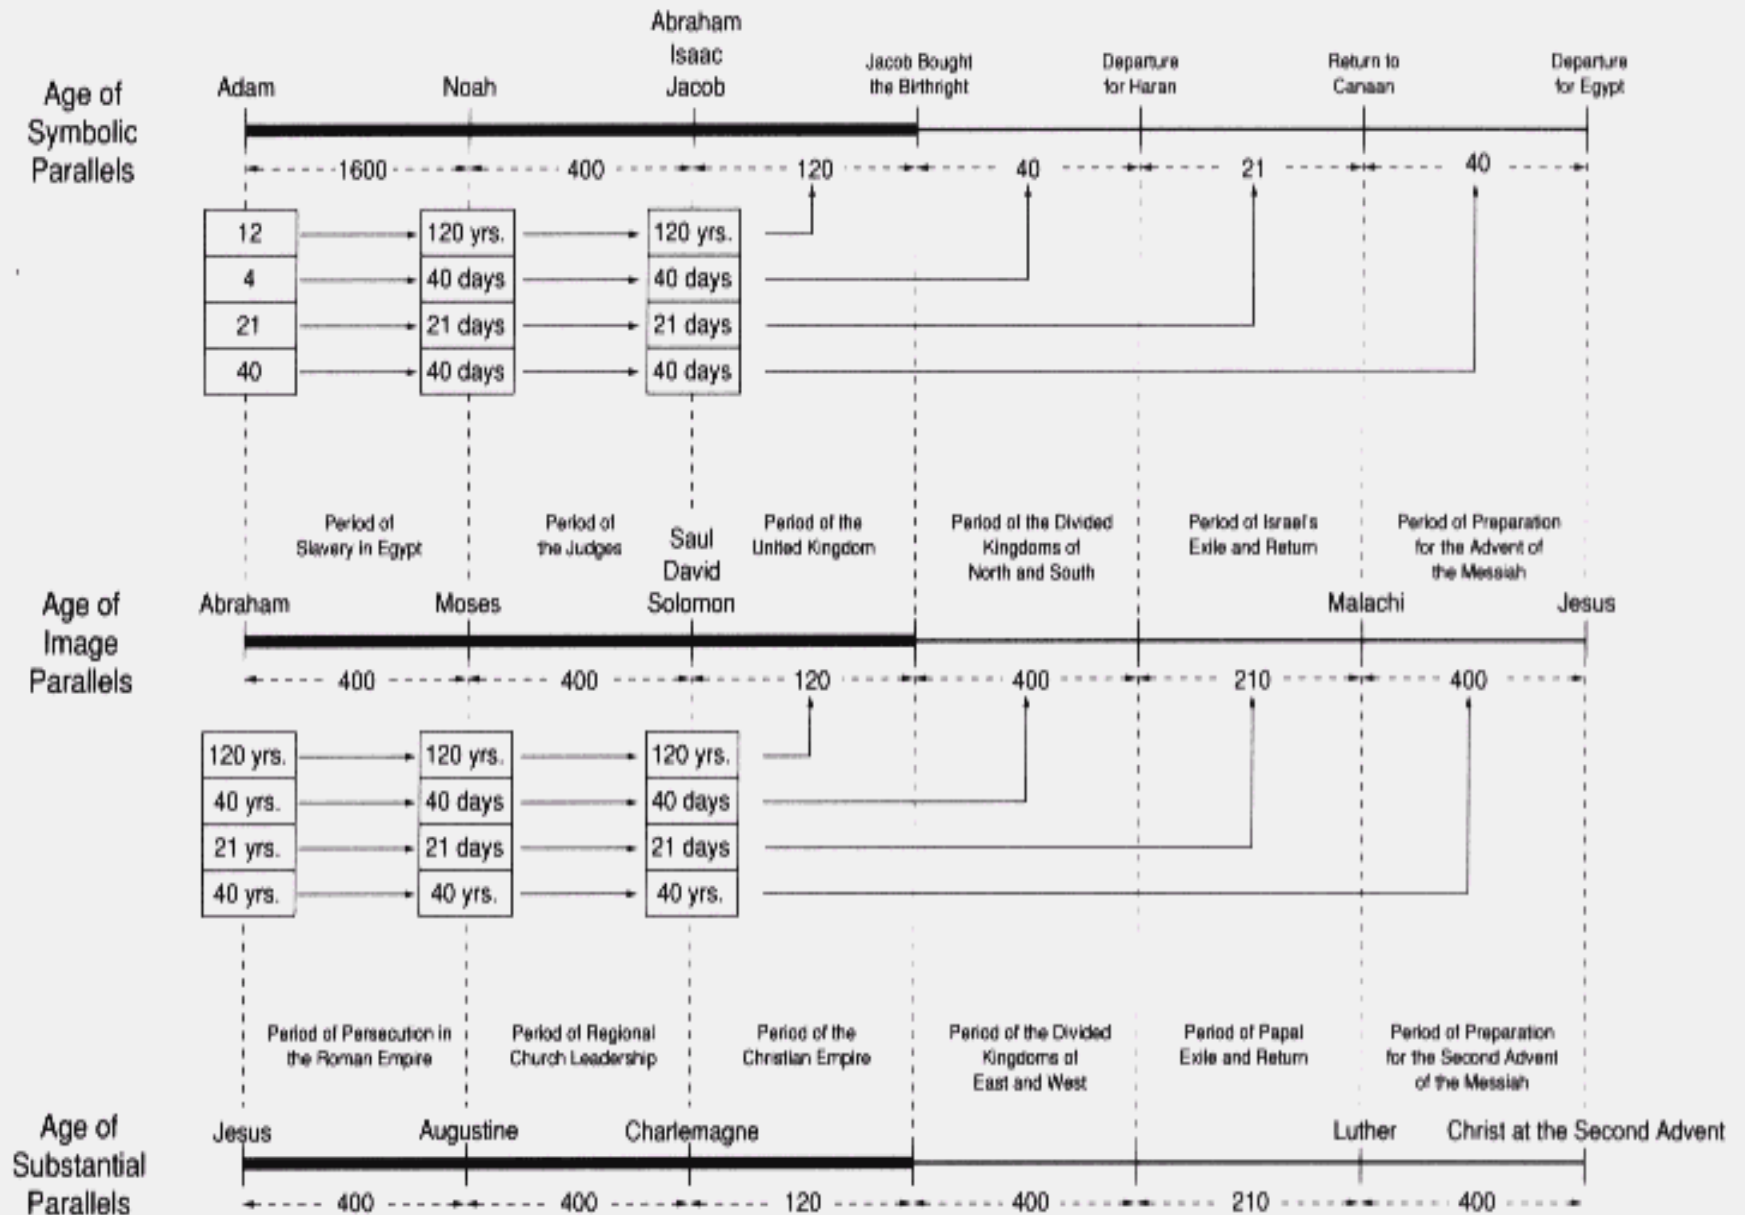 Abraham
Isaac
Jacob
Adam
Noah
Jacob Bought
the Birthright
Departure
for Haran
Return to
Canaan
Departure
for Egypt
Age of
Symbolic
Parallels
1600 400 120 40 21 40
12 120 yrs. 120 yrs.
4 40 days 40 days
21 21 days 21 days
40 40 days 40 days
Period of
Slavery in Egypt
Period of
the Judges
Saul
David
Solomon
Period of the
United Kingdom
Period of the Divided
Kingdoms of
North and South
Period of Israel's
Exile and Return
Period of Preparation
for the Advent of
the Messiah
Age of
Image
Parallels
Abraham
Moses
Malachi
Jesus
400 400 120 400 210 400
120 yrs. 120 yrs. 120 yrs.
40 yrs. 40 days 40 days
21 yrs. 21 days 21 days
40 yrs. 40 yrs. 40 yrs.
Period of Persecution in
the Roman Empire
Period of Regional
Church Leadership
Period of the
Christian Empire
Period of the Divided
Kingdoms of
East and West
Period of Papal
Exile and Return
Period of Preparation
for the Second Advent
of the Messiah
Age of
Substantial
Parallels
Jesus
Augustine
Charlemagne
Luther
Christ at the Second Advent
400 400 120 400 210 400